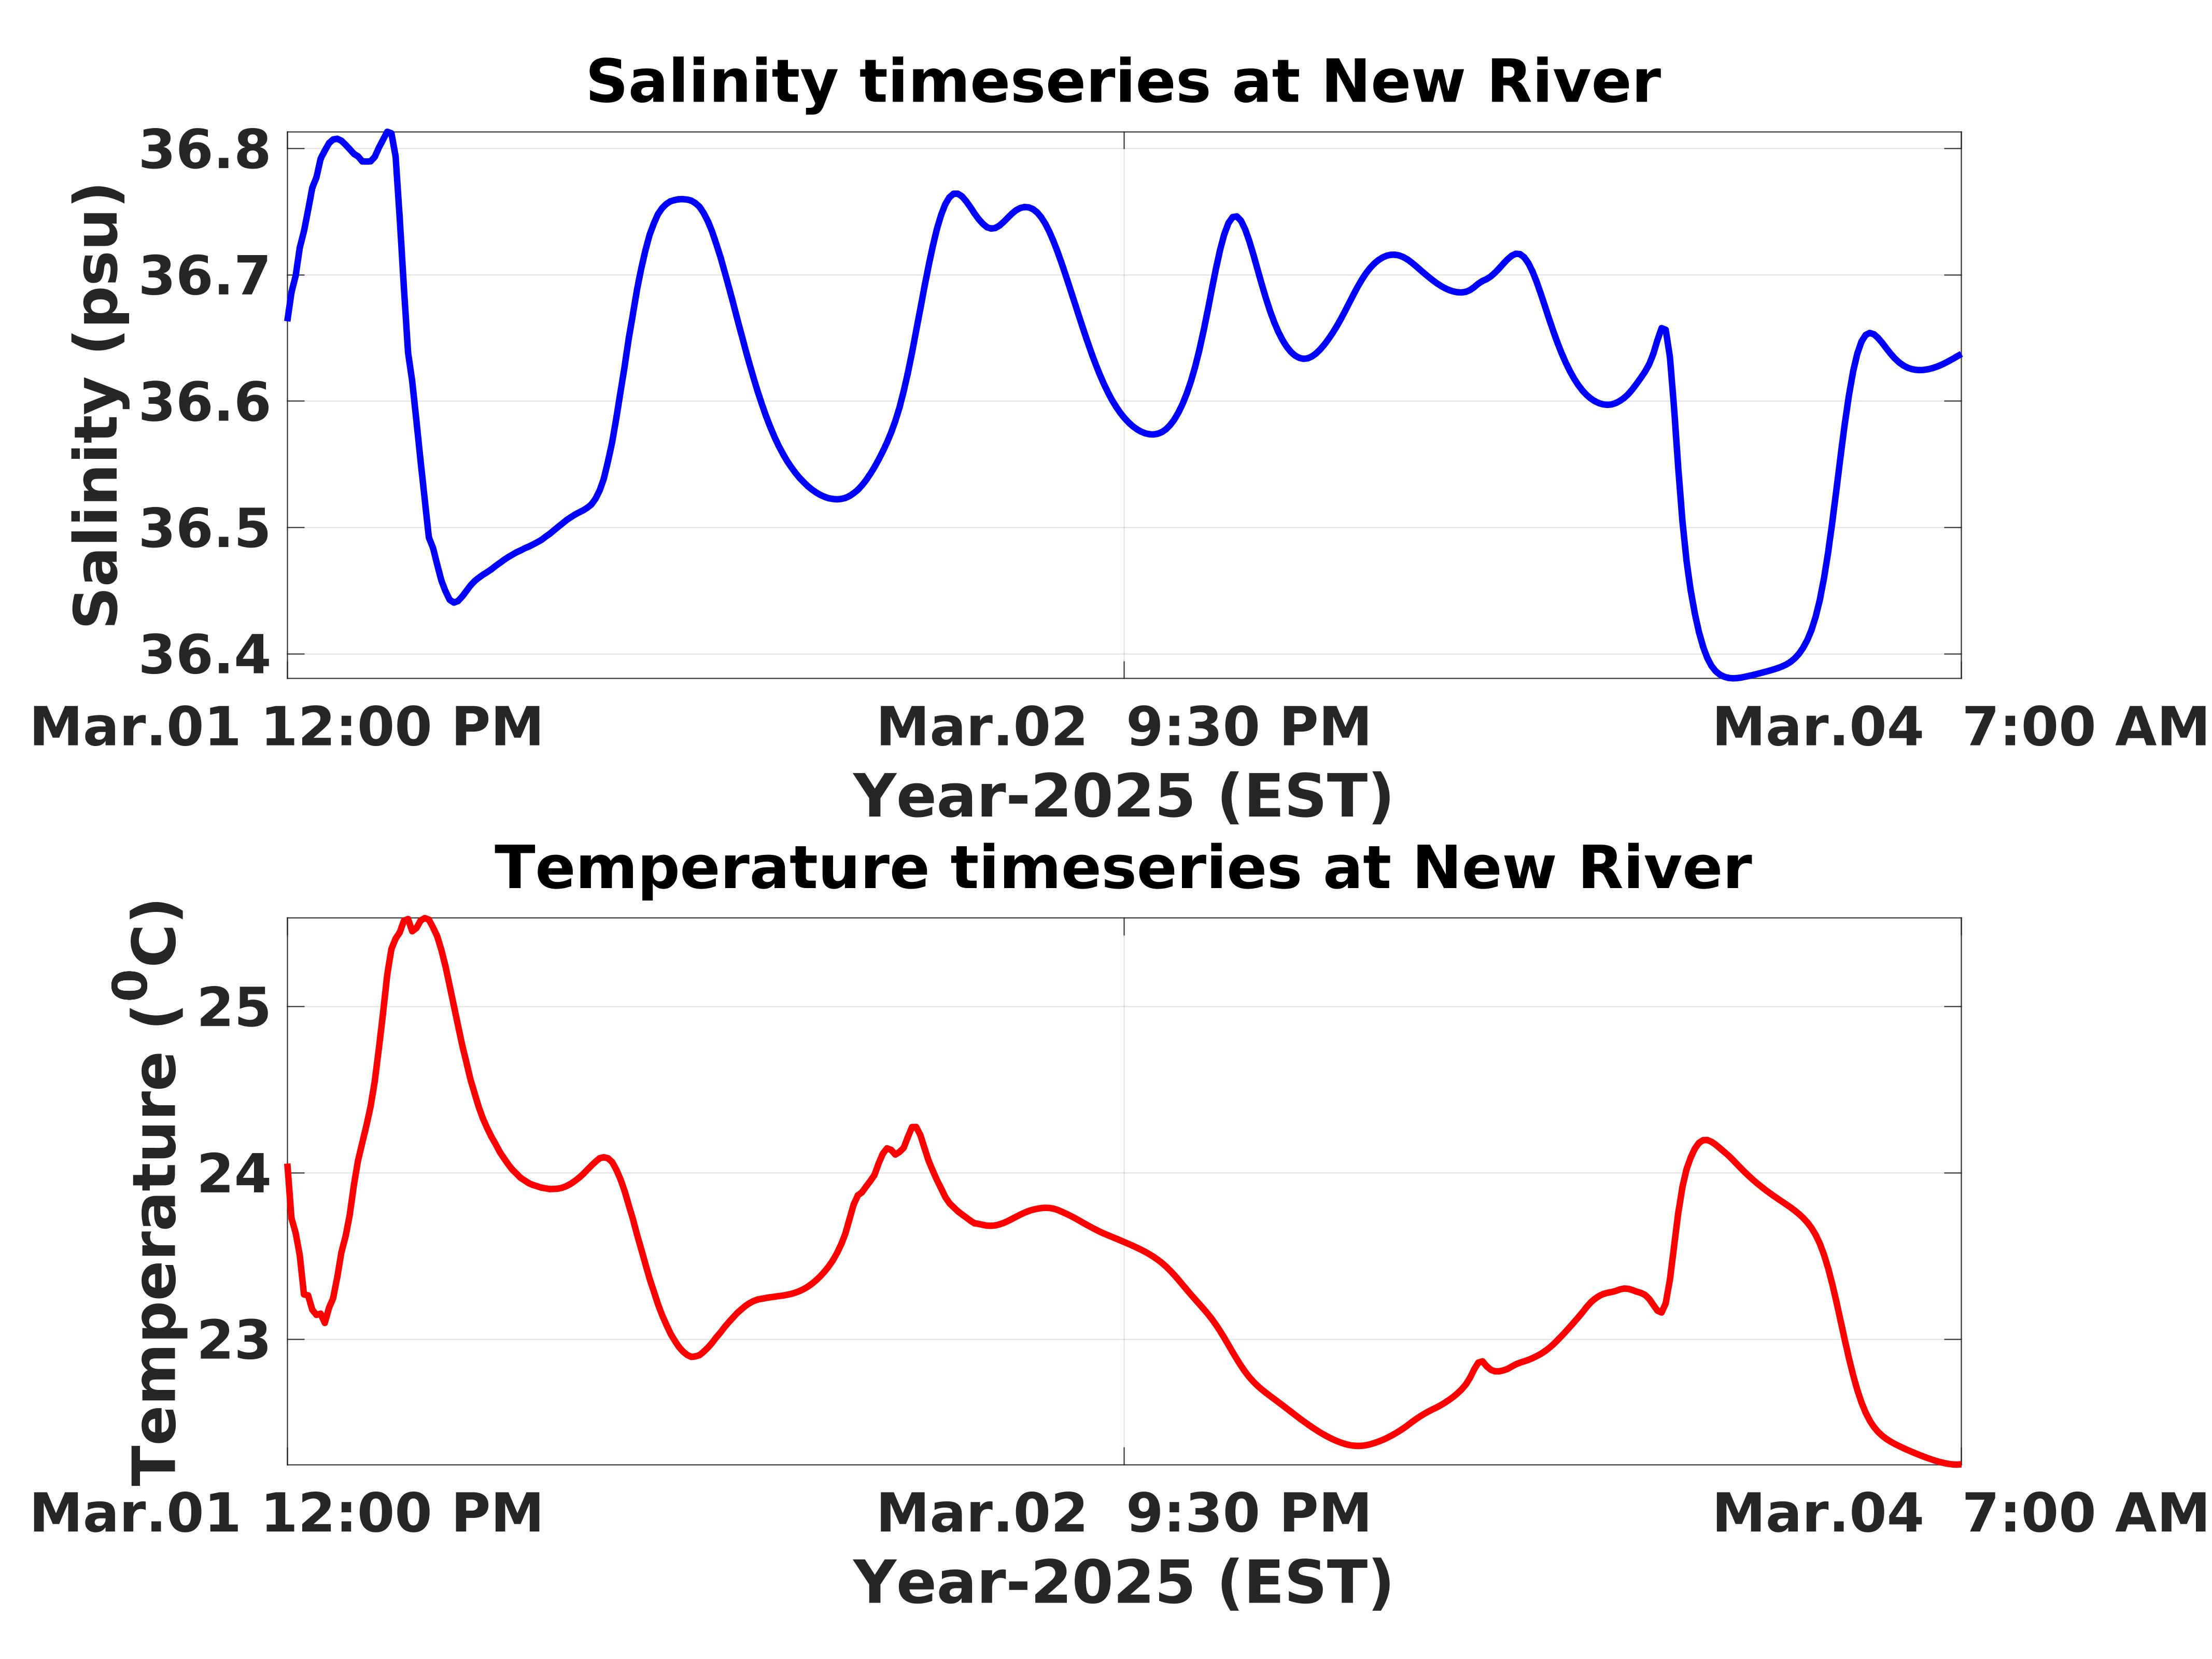 Salinity timeseries at New River
Salinity (psu)
36.8
36.7
36.6
36.5
36.4
Mar.01 12:00 PM Mar.02 9:30 PM Mar.04 7:00 AM
Year-2025 (EST)
Temperature timeseries at New River
Temperature (⁰C)
25
24
23
Mar.01 12:00 PM Mar.02 9:30 PM Mar.04 7:00 AM
Year-2025 (EST)